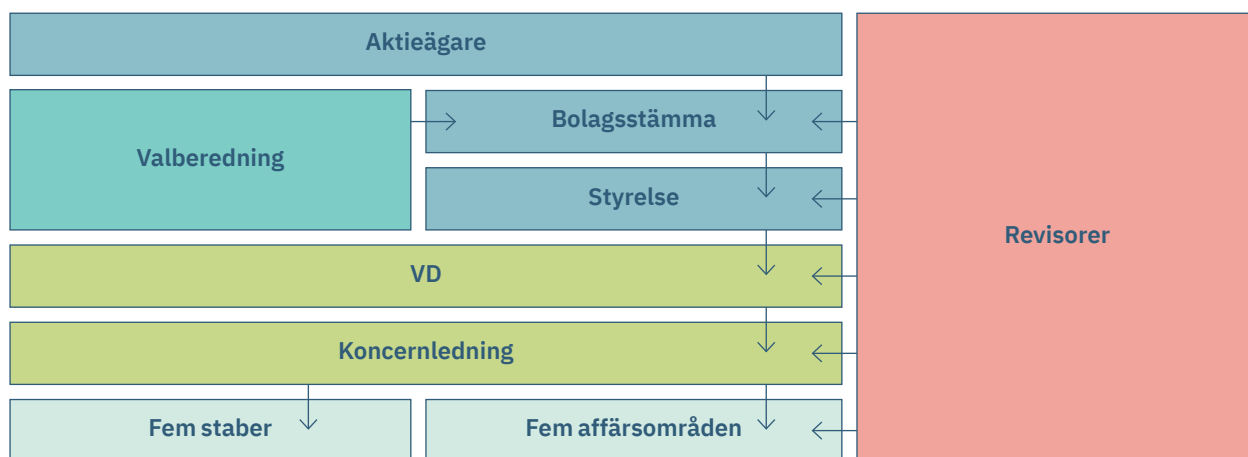 Aktieägare
Valberedning
Bolagsstämma
Styrelse
Revisorer
VD
Koncernledning
Fem staber
Fem affärsområden